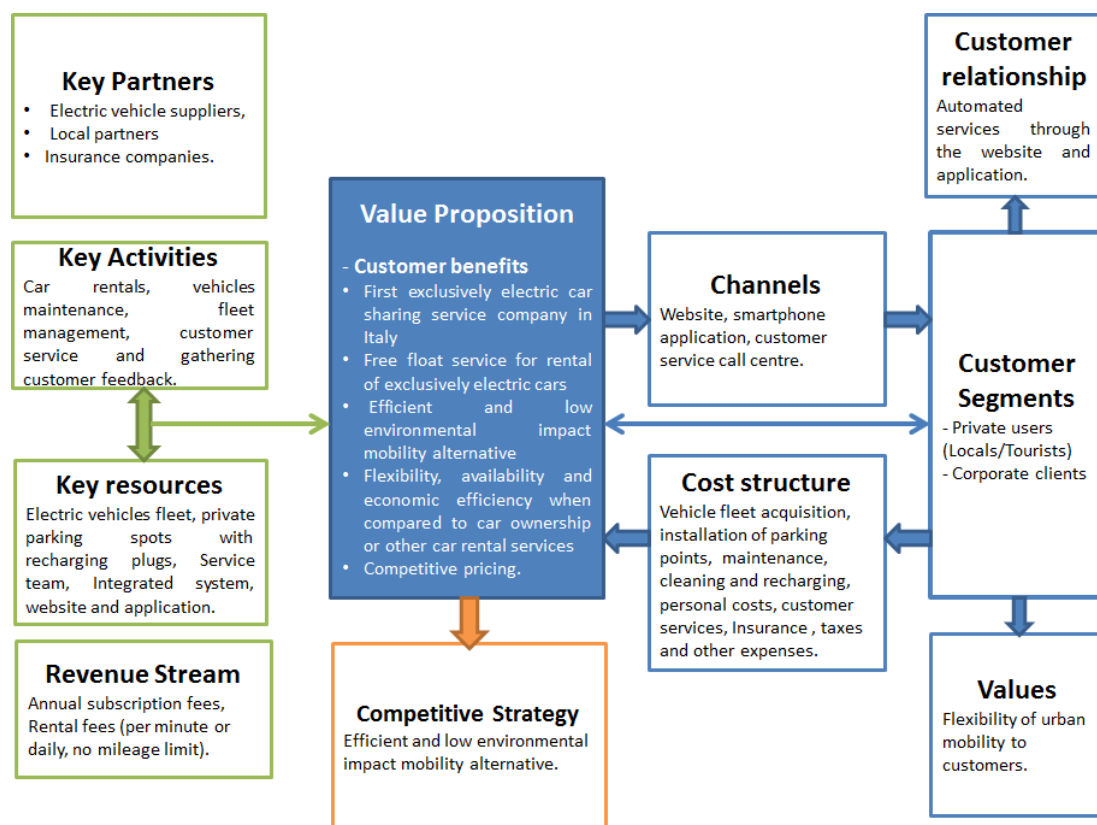 Key Partners
• Electric vehicle suppliers,
• Local partners
• Insurance companies.
Key Activities
Car rentals, vehicles
maintenance, fleet
management, customer
service and gathering
customer feedback.
Key resources
Electric vehicles fleet, private
parking spots with
recharging plugs, Service
team, Integrated system,
website and application.
Revenue Stream
Annual subscription fees,
Rental fees (per minute or
daily, no mileage limit).
Value Proposition
- Customer benefits
• First exclusively electric car
sharing service company in
Italy
• Free float service for rental
of exclusively electric cars
• Efficient and low
environmental impact
mobility alternative
• Flexibility, availability and
economic efficiency when
compared to car ownership
or other car rental services
• Competitive pricing.
Competitive Strategy
Efficient and low environmental
impact mobility alternative.
Channels
Website, smartphone
application, customer
service call centre.
Cost structure
Vehicle fleet acquisition,
installation of parking
points, maintenance,
cleaning and recharging,
personal costs, customer
services, Insurance , taxes
and other expenses.
Customer
relationship
Automated
services through
the website and
application.
Customer
Segments
- Private users
(Locals/Tourists)
- Corporate clients
Values
Flexibility of urban
mobility to
customers.